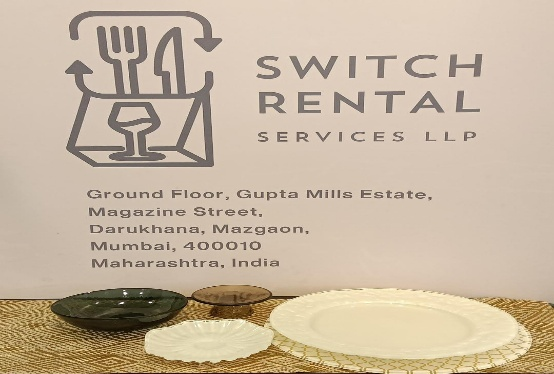 SWITCH
RENTAL
SERVICES LLP
Ground Floor, Gupta Mills Estate,
Magazine Street,
Darukhana, Mazgaon,
Mumbai, 400010
Maharashtra, India